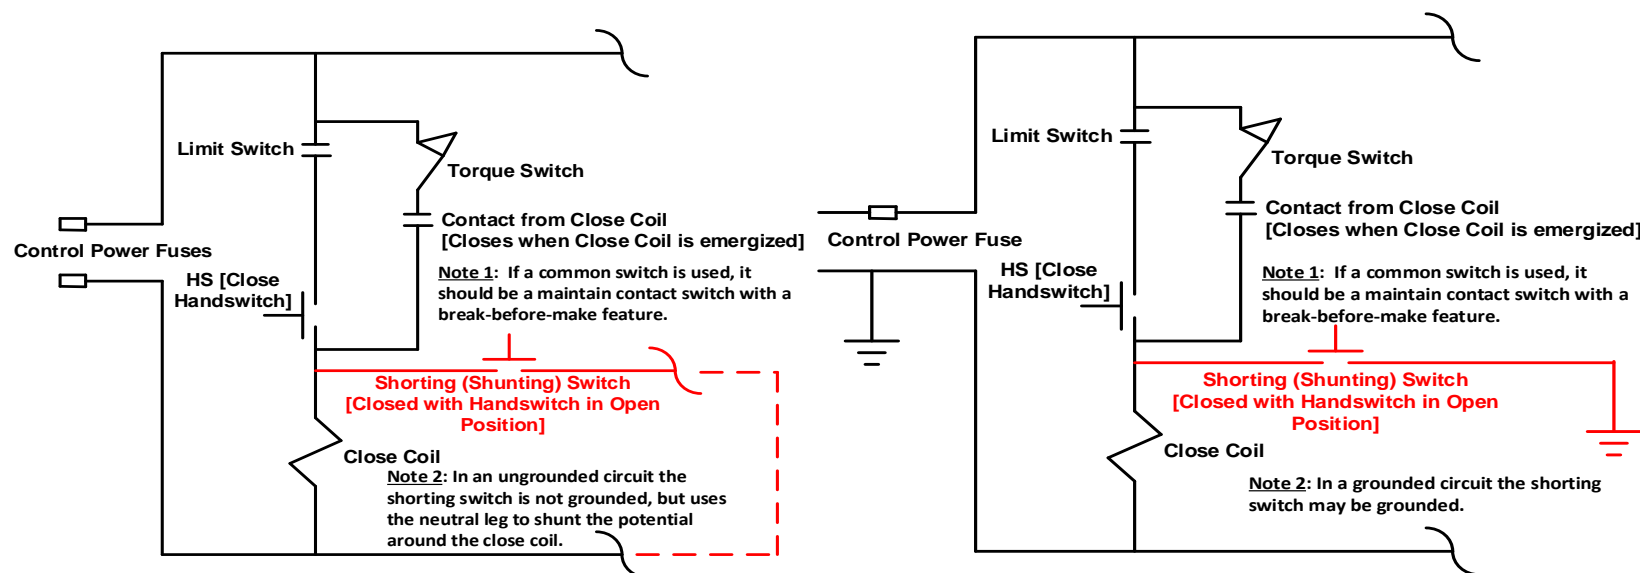 Limit Switch
Torque Switch
Contact from Close Coil
[Closes when Close Coil is emergized]
Control Power Fuses
HS [Close
Handswitch]
Note 1:  If a common switch is used, it
should be a maintain contact switch with a
break-before-make feature.
Shorting (Shunting) Switch
[Closed with Handswitch in Open
Position]
Close Coil
Note 2: In an ungrounded circuit the
shorting switch is not grounded, but uses
the neutral leg to shunt the potential
around the close coil.
Limit Switch
Torque Switch
Contact from Close Coil
[Closes when Close Coil is emergized]
Control Power Fuse
HS [Close
Handswitch]
Note 1:  If a common switch is used, it
should be a maintain contact switch with a
break-before-make feature.
Shorting (Shunting) Switch
[Closed with Handswitch in Open
Position]
Close Coil
Note 2: In a grounded circuit the shorting
switch may be grounded.